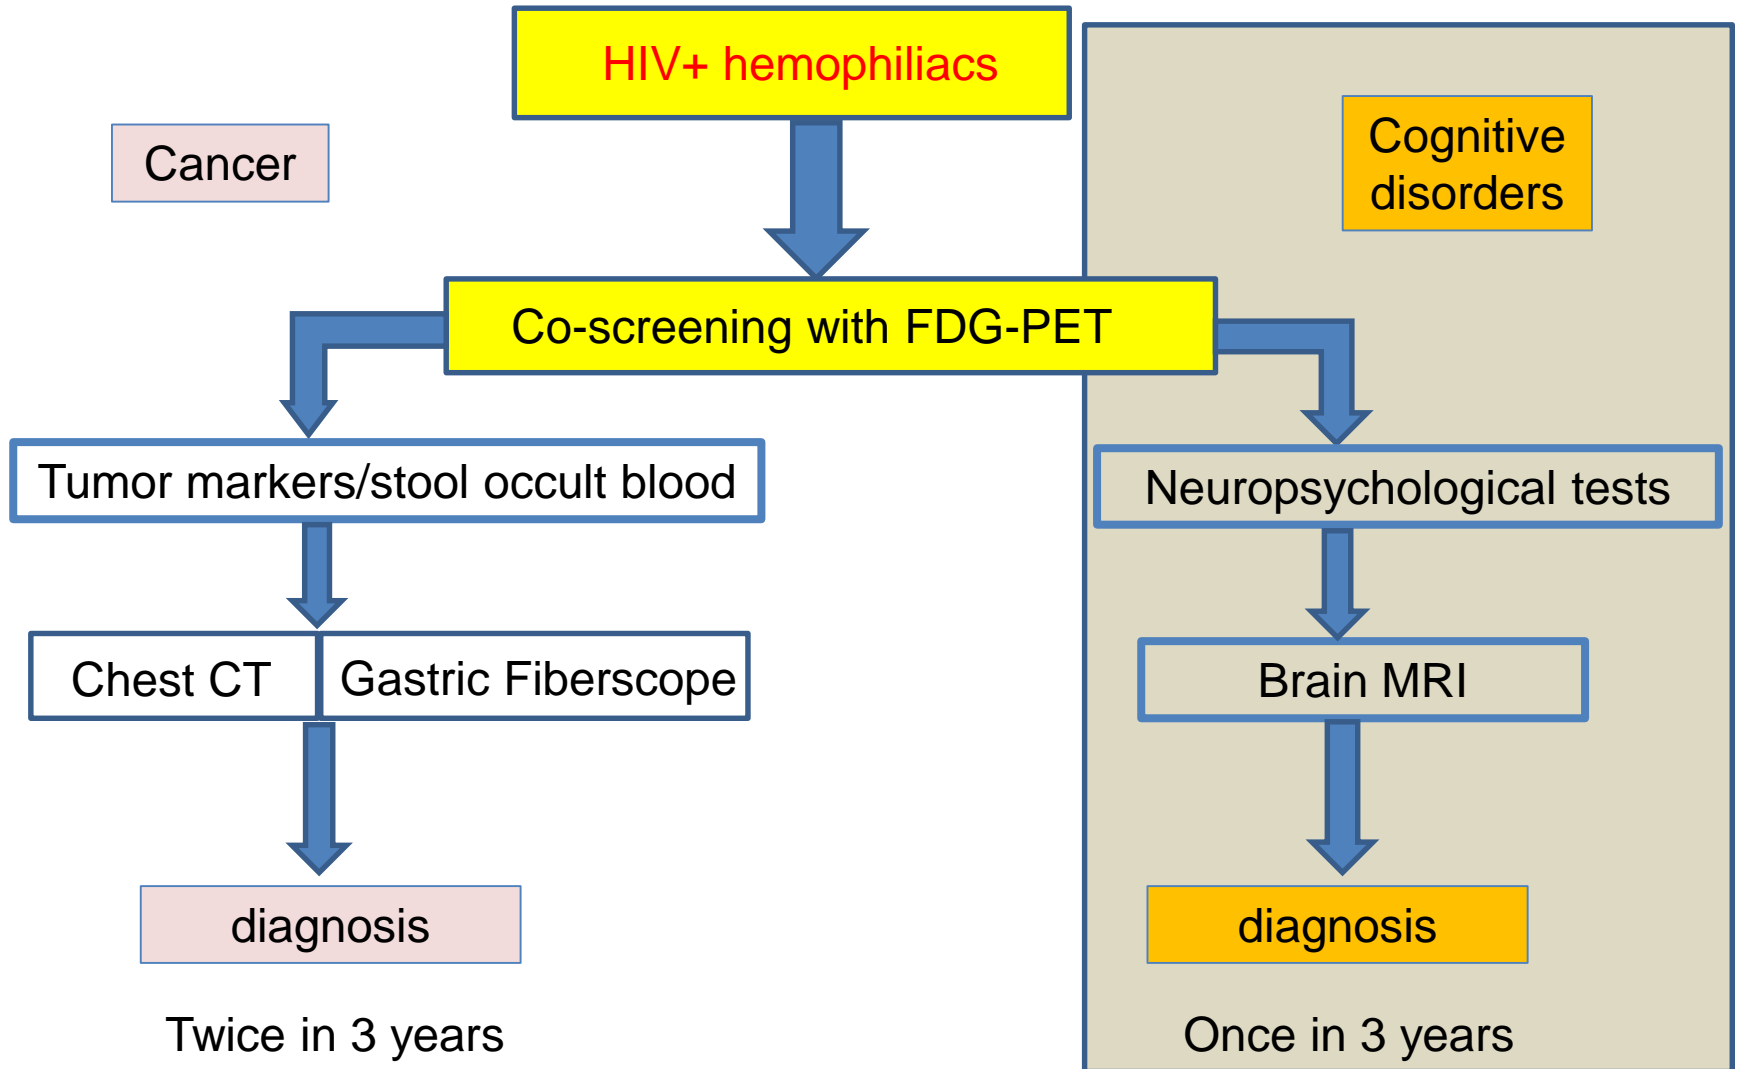 HIV+ hemophiliacs
Cancer
Cognitive
disorders
Co-screening with FDG-PET
Tumor markers/stool occult blood
Neuropsychological tests
Chest CT
Gastric Fiberscope
Brain MRI
diagnosis
diagnosis
Twice in 3 years
Once in 3 years